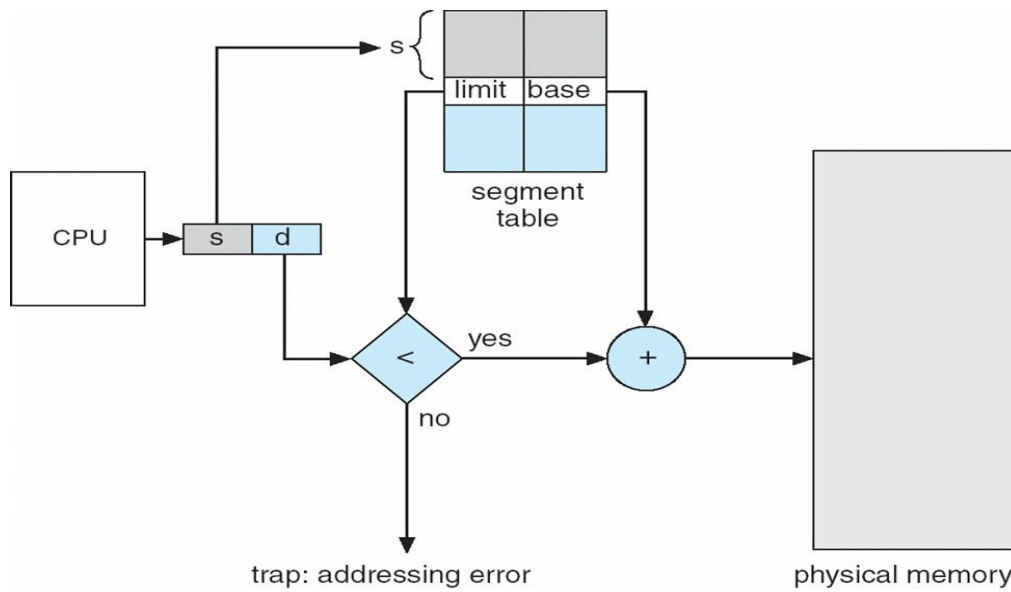 s
limit base
segment
table
CPU
s d
<
yes
+
no
trap: addressing error
physical memory